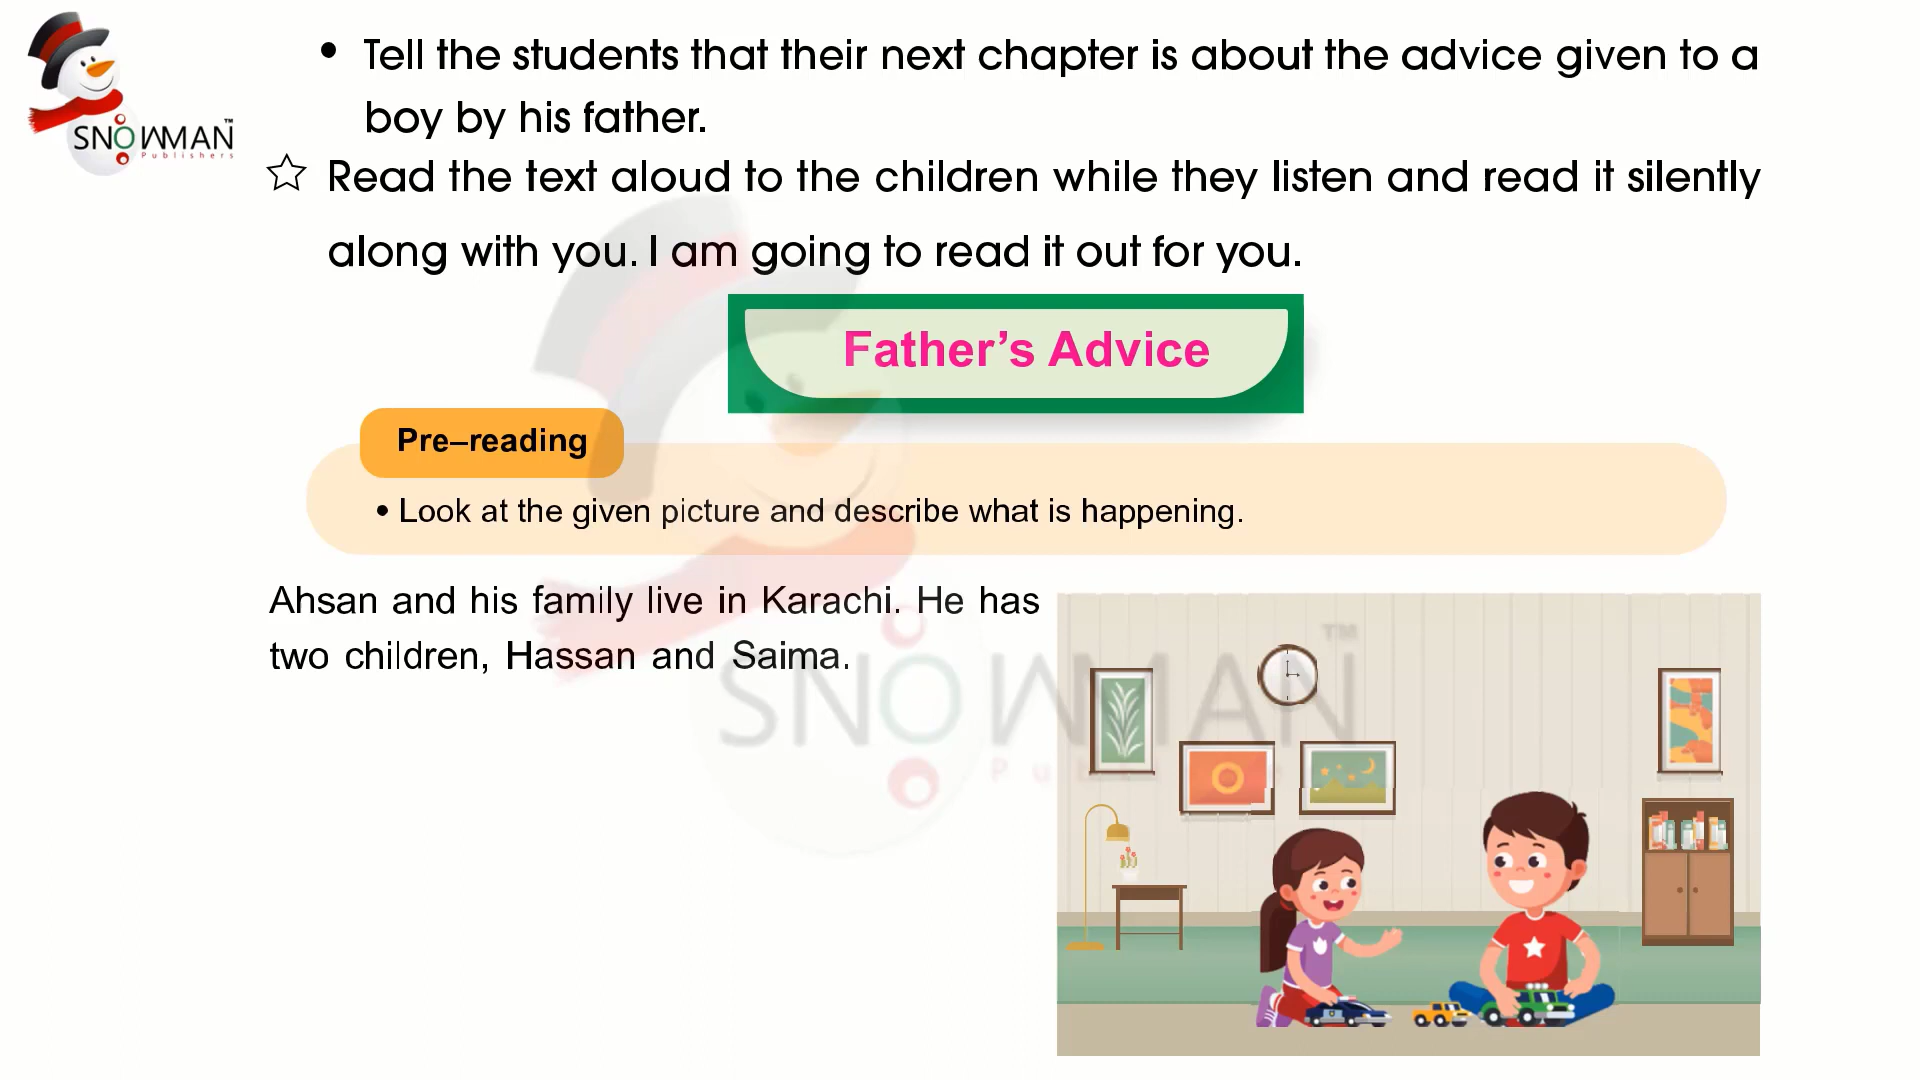 SNOWMAN™
Publishers
• Tell the students that their next chapter is about the advice given to a
boy by his father.
☆ Read the text aloud to the children while they listen and read it silently
along with you. I am going to read it out for you.
Father’s Advice
Pre–reading
• Look at the given picture and describe what is happening.
Ahsan and his family live in Karachi. He has
two children, Hassan and Saima.
SNOWMAN
TM